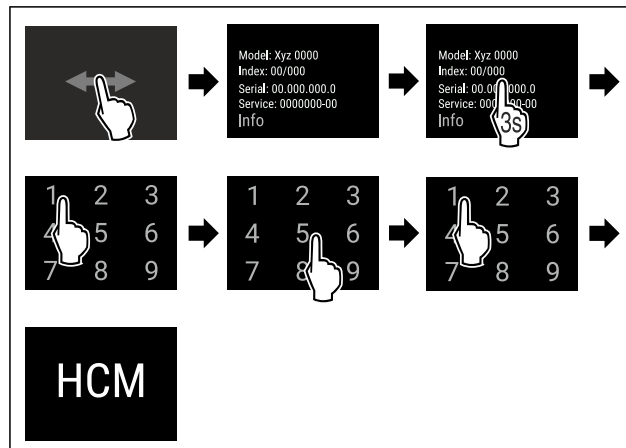 Model: Xyz 0000
Index: 00/000
Serial: 00.000.000.0
Service: 0000000-00
Info
Model: Xyz 0000
Index: 00/000
Serial: 00.000.000.0
Service: 0000000-00
Info
3s
1 2 3
4 5 6
7 8 9
1 2 3
4 5 6
7 8 9
1 2 3
4 5 6
7 8 9
HCM